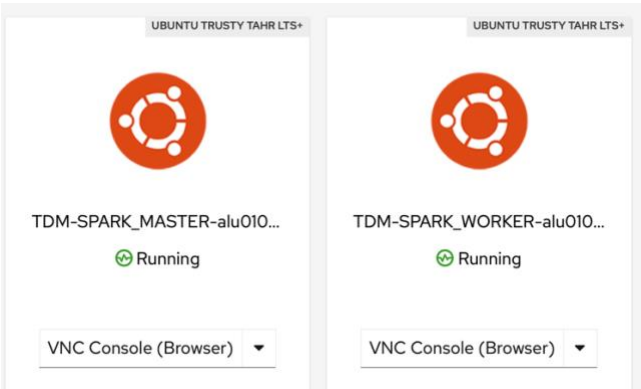 UBUNTU TRUSTY TAHR LTS+
UBUNTU TRUSTY TAHR LTS+
TDM-SPARK_MASTER-alu010...
TDM-SPARK_WORKER-alu010...
Running
Running
VNC Console (Browser)
VNC Console (Browser)